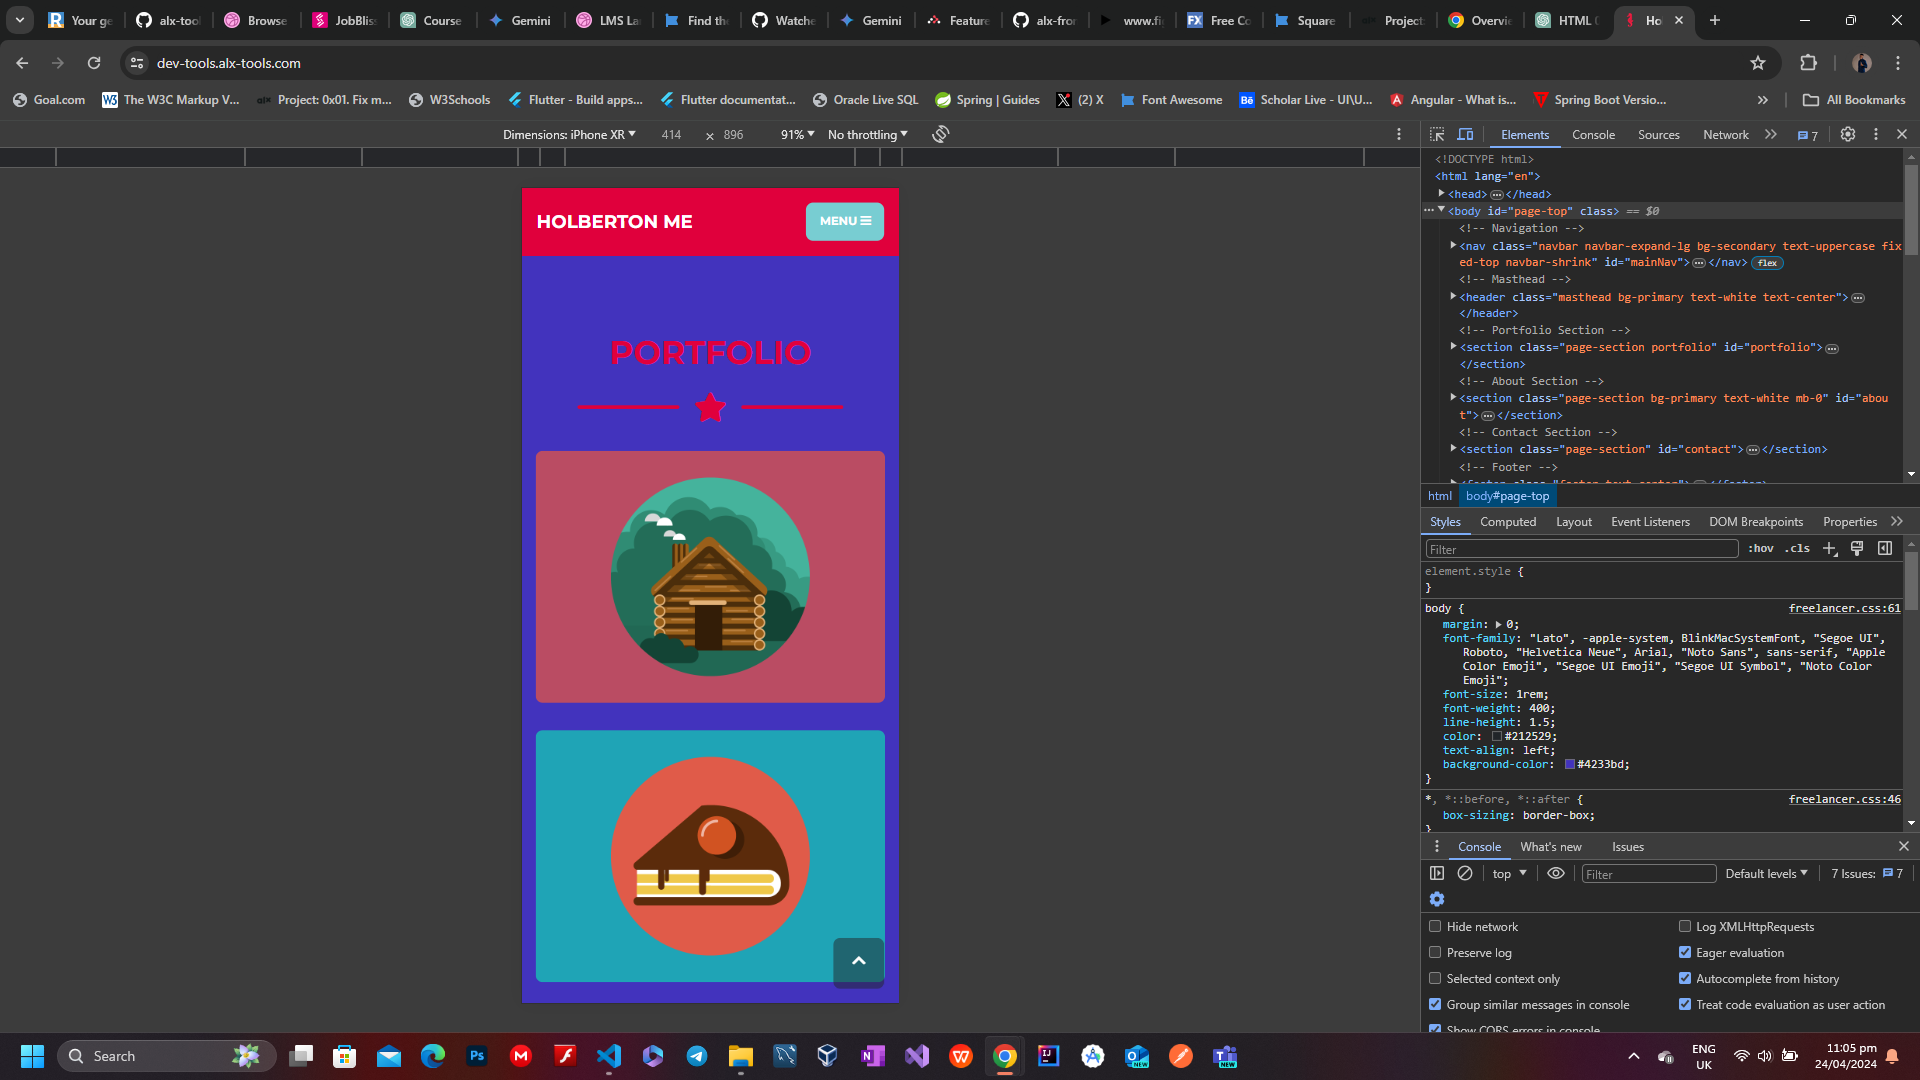 Your ge
alx-tool
Browse
JobBlis
Course
Gemini
LMS La
Find the
Watche
Gemini
Feature
alx-fror
www.fi
Free Co
Square
Project:
Overvi
HTML
Ho
dev-tools.alx-tools.com
Goal.com
The W3C Markup V...
Project: 0x01. Fix m...
W3Schools
Flutter - Build apps...
Flutter documentat...
Oracle Live SQL
Spring | Guides
(2) X
Font Awesome
Scholar Live - UI\U...
Angular - What is...
Spring Boot Versio...
All Bookmarks
Dimensions: iPhone XR
414 × 896
91%
No throttling
Elements
Console
Sources
Network
7
HOLBERTON ME
MENU
PORTFOLIO
<!DOCTYPE html>
<html lang="en">
<head> … </head>
<body id="page-top" class> == $0
<!-- Navigation -->
<nav class="navbar navbar-expand-lg bg-secondary text-uppercase fix
ed-top navbar-shrink" id="mainNav"> … </nav> flex
<!-- Masthead -->
<header class="masthead bg-primary text-white text-center"> …
</header>
<!-- Portfolio Section -->
<section class="page-section portfolio" id="portfolio"> …
</section>
<!-- About Section -->
<section class="page-section bg-primary text-white mb-0" id="abou
t"> … </section>
<!-- Contact Section -->
<section class="page-section" id="contact"> … </section>
<!-- Footer -->
<footer class="footer text-center"> … </footer>
html
body#page-top
Styles
Computed
Layout
Event Listeners
DOM Breakpoints
Properties
Filter
:hov
.cls
element.style {
}
body {
freelancer.css:61
margin: 0;
font-family: "Lato", -apple-system, BlinkMacSystemFont, "Segoe UI",
Roboto, "Helvetica Neue", Arial, "Noto Sans", sans-serif, "Apple
Color Emoji", "Segoe UI Emoji", "Segoe UI Symbol", "Noto Color
Emoji";
font-size: 1rem;
font-weight: 400;
line-height: 1.5;
color: #212529;
text-align: left;
background-color: #4233bd;
}
*, *::before, *::after {
freelancer.css:46
box-sizing: border-box;
}
Console
What's new
Issues
top
Filter
Default levels
7 Issues: 7
Hide network
Log XMLHttpRequests
Preserve log
Eager evaluation
Selected context only
Autocomplete from history
Group similar messages in console
Treat code evaluation as user action
Show CORS errors in console
Search
ENG
UK
11:05 pm
24/04/2024